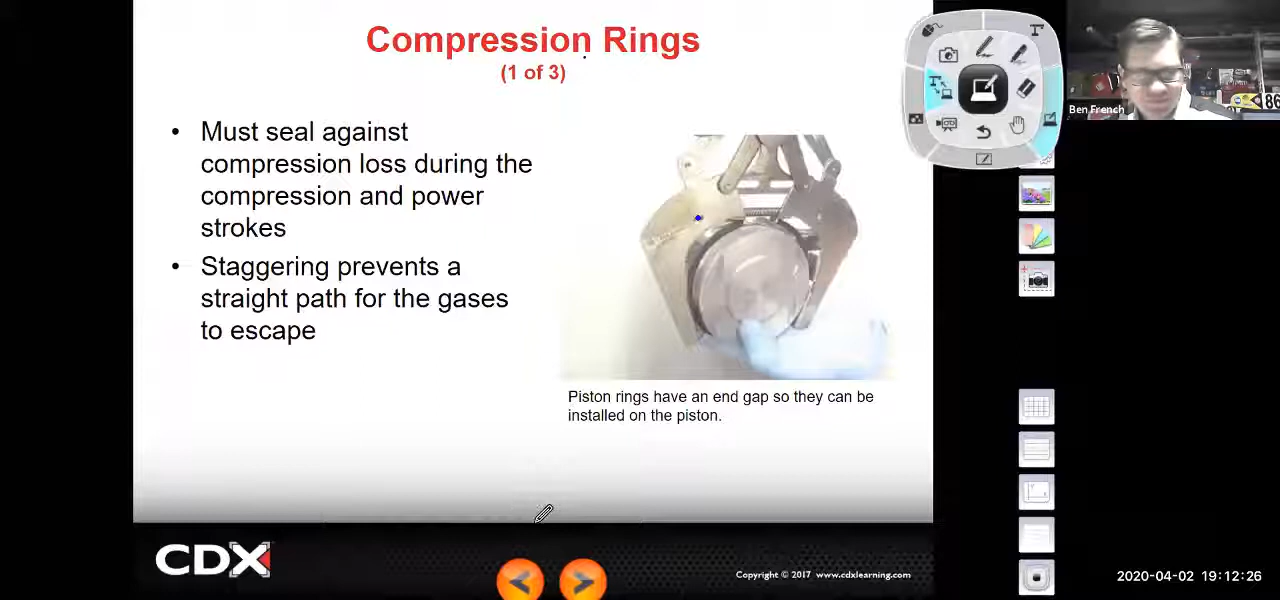 Compression Rings
(1 of 3)
Ben French
• Must seal against
compression loss during the
compression and power
strokes
• Staggering prevents a
straight path for the gases
to escape
Piston rings have an end gap so they can be
installed on the piston.
CDX
Copyright © 2017 www.cdxlearning.com
2020-04-02 19:12:26